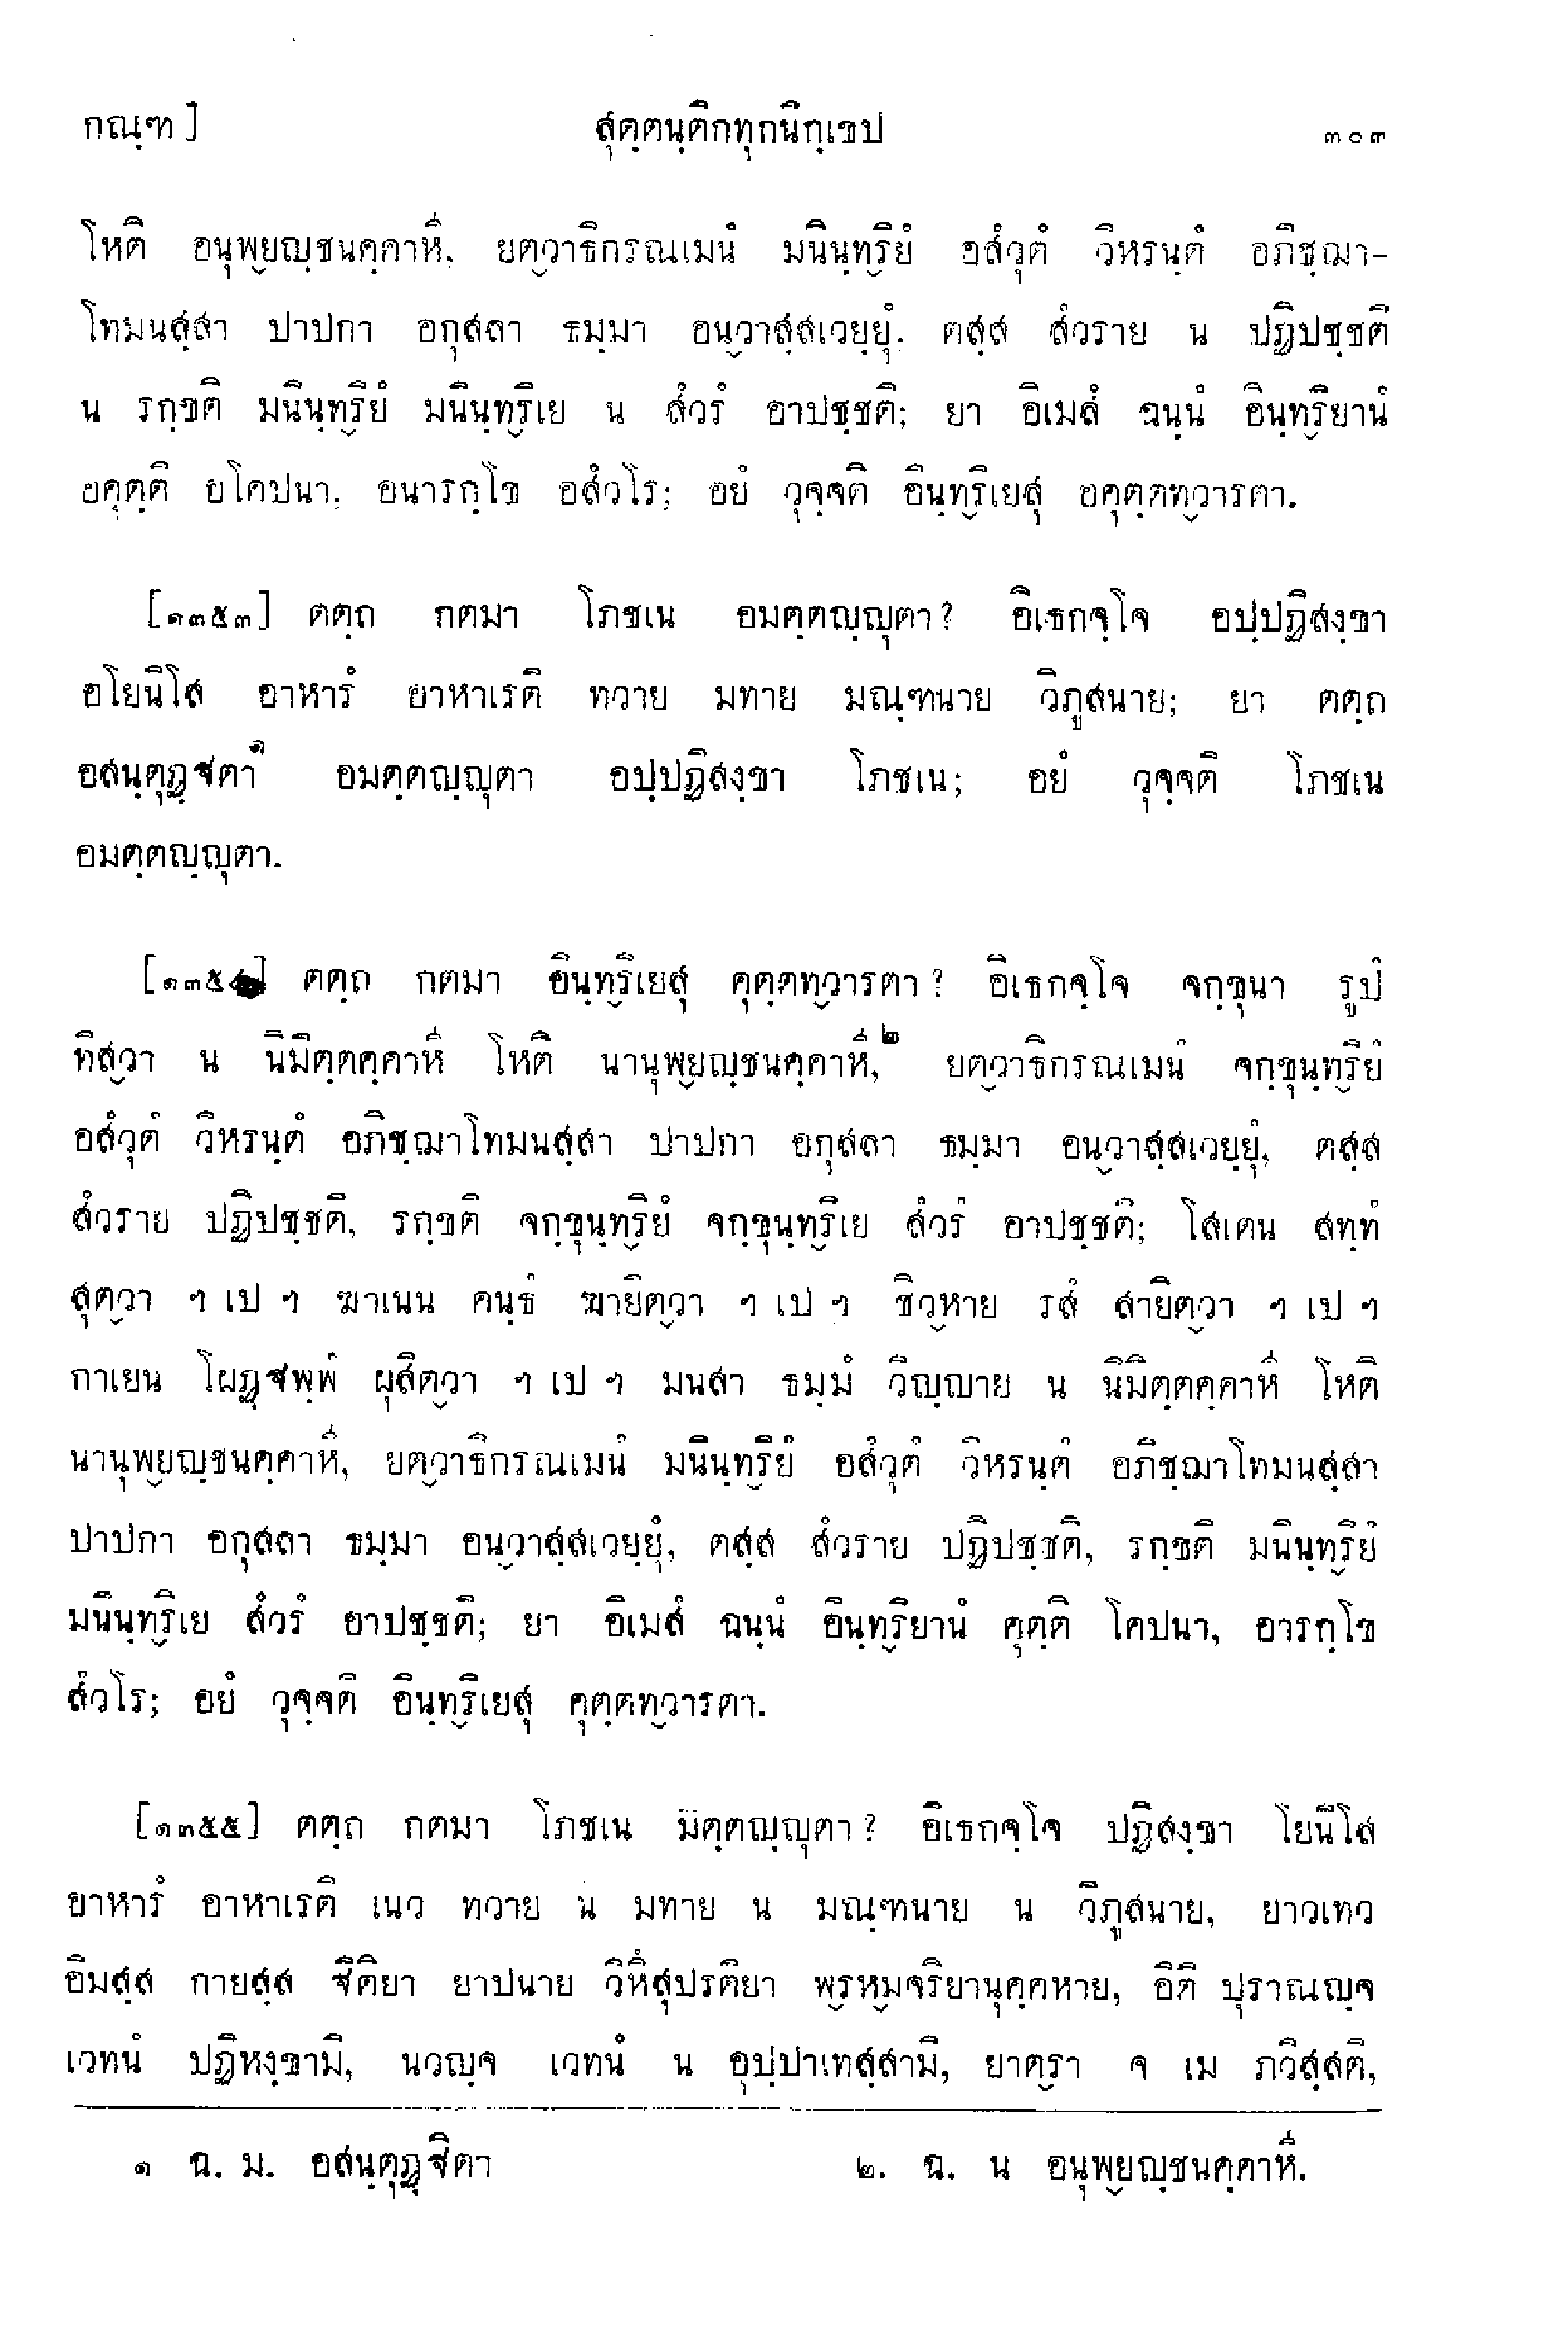 กณฺฑ] สุตฺตนฺติกทุกนิกฺเขป ๓๐๓
โหติ อนุพฺยญฺชนคฺคาหี, ยตฺวาธิกรณเมนํ มนินฺทฺริยํ อสํวุตํ วิหรนฺตํ อภิชฺฌา-
โทมนสฺสา ปาปกา อกุสลา ธมฺมา อนฺวาสฺสเวยฺยุํ, ตสฺส สํวราย น ปฏิปชฺชติ
น รกฺขติ มนินฺทฺริยํ มนินฺทฺริเย น สํวรํ อาปชฺชติ; ยา อิเมสํ ฉนฺนํ อินฺทฺริยานํ
อคุตฺติ อโคปนา, อนารกฺโข อสํวโร; อยํ วุจฺจติ อินฺทฺริเยสุ อคุตฺตทฺวารตา.
[๑๓๕๓] ตตฺถ กตมา โภชเน อมตฺตญฺญุตา? อิเธกจฺโจ อปฺปฏิสงฺขา
อโยนิโส อาหารํ อาหาเรติ ทวาย มทาย มณฺฑนาย วิภูสนาย; ยา ตตฺถ
อสนฺตุฏฺฐตา๑ อมตฺตญฺญุตา อปฺปฏิสงฺขา โภชเน; อยํ วุจฺจติ โภชเน
อมตฺตญฺญุตา.
[๑๓๕๔] ตตฺถ กตมา อินฺทฺริเยสุ คุตฺตทฺวารตา? อิเธกจฺโจ จกฺขุนา รูปํ
ทิสฺวา น นิมิตฺตคฺคาหี โหติ นานุพฺยญฺชนคฺคาหี,๒ ยตฺวาธิกรณเมนํ จกฺขุนฺทฺริยํ
อสํวุตํ วิหรนฺตํ อภิชฺฌาโทมนสฺสา ปาปกา อกุสลา ธมฺมา อนฺวาสฺสเวยฺยุํ, ตสฺส
สํวราย ปฏิปชฺชติ, รกฺขติ จกฺขุนฺทฺริยํ จกฺขุนฺทฺริเย สํวรํ อาปชฺชติ; โสเตน สทฺทํ
สุตฺวา ฯ เป ฯ ฆาเนน คนฺธํ ฆายิตฺวา ฯ เป ฯ ชิวฺหาย รสํ สายิตฺวา ฯ เป ฯ
กาเยน โผฏฺฐพฺพํ ผุสิตฺวา ฯ เป ฯ มนสา ธมฺมํ วิญฺญาย น นิมิตฺตคฺคาหี โหติ
นานุพฺยญฺชนคฺคาหี, ยตฺวาธิกรณเมนํ มนินฺทฺริยํ อสํวุตํ วิหรนฺตํ อภิชฺฌาโทมนสฺสา
ปาปกา อกุสลา ธมฺมา อนฺวาสฺสเวยฺยุํ, ตสฺส สํวราย ปฏิปชฺชติ, รกฺขติ มนินฺทฺริยํ
มนินฺทฺริเย สํวรํ อาปชฺชติ; ยา อิเมสํ ฉนฺนํ อินฺทฺริยานํ คุตฺติ โคปนา, อารกฺโข
สํวโร; อยํ วุจฺจติ อินฺทฺริเยสุ คุตฺตทฺวารตา.
[๑๓๕๕] ตตฺถ กตมา โภชเน มตฺตญฺญุตา? อิเธกจฺโจ ปฏิสงฺขา โยนิโส
อาหารํ อาหาเรติ เนว ทวาย น มทาย น มณฺฑนาย น วิภูสนาย, ยาวเทว
อิมสฺส กายสฺส ฐิติยา ยาปนาย วิหึสุปรติยา พฺรหฺมจริยานุคฺคหาย, อิติ ปุราณญฺจ
เวทนํ ปฏิหงฺขามิ, นวญฺจ เวทนํ น อุปฺปาเทสฺสามิ, ยาตฺรา จ เม ภวิสฺสติ,
๑ ฉ. ม. อสนฺตุฏฺฐิตา ๒. ฉ. น อนุพฺยญฺชนคฺคาหี.